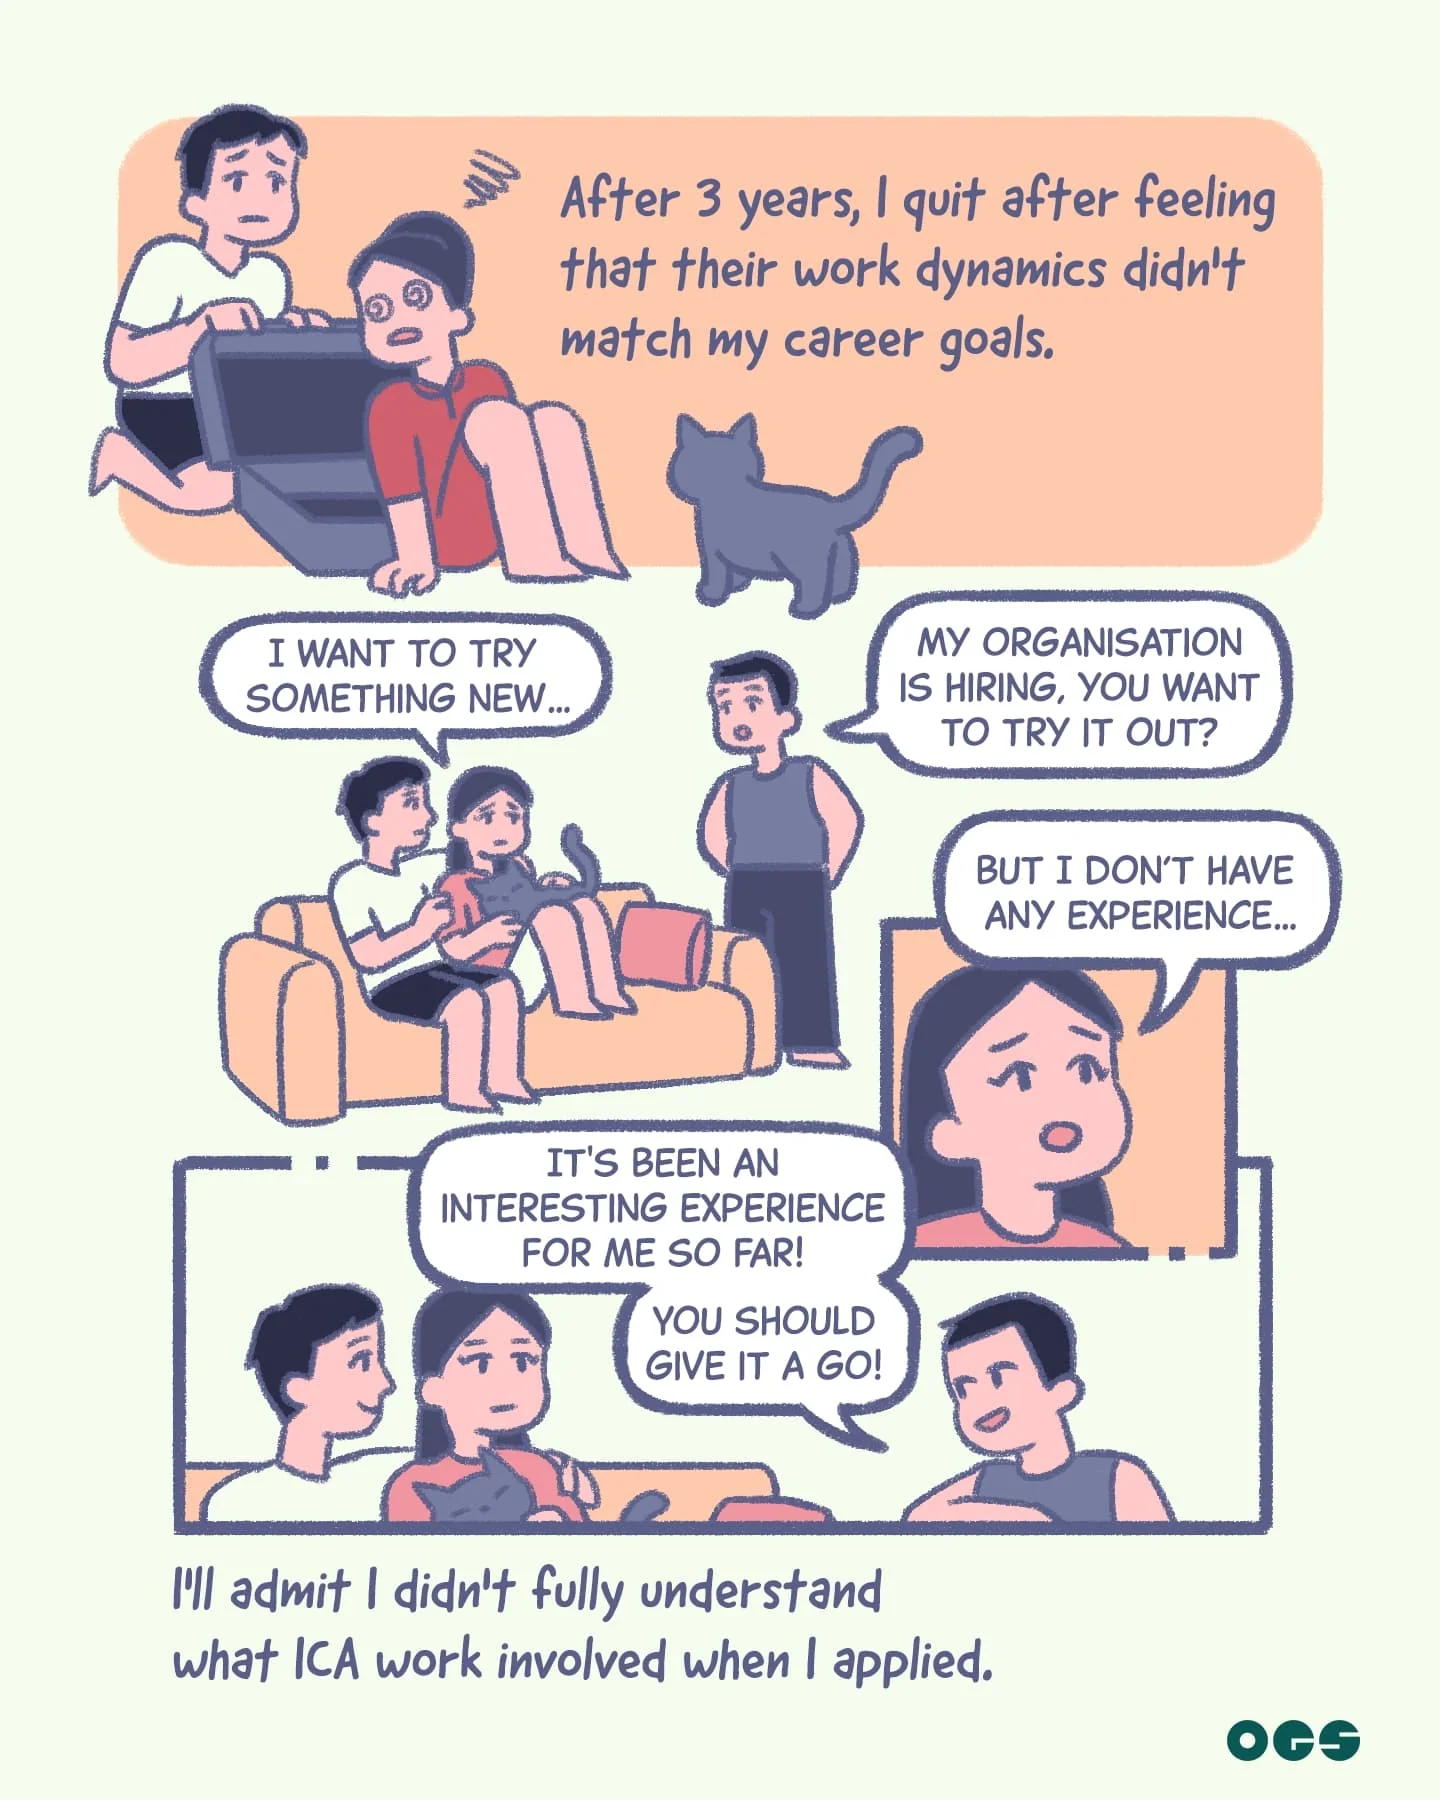 After 3 years, I quit after feeling
that their work dynamics didn't
match my career goals.
I WANT TO TRY
SOMETHING NEW...
MY ORGANISATION
IS HIRING, YOU WANT
TO TRY IT OUT?
BUT I DON'T HAVE
ANY EXPERIENCE...
IT'S BEEN AN
INTERESTING EXPERIENCE
FOR ME SO FAR!
YOU SHOULD
GIVE IT A GO!
I'll admit I didn't fully understand
what ICA work involved when I applied.
OGS